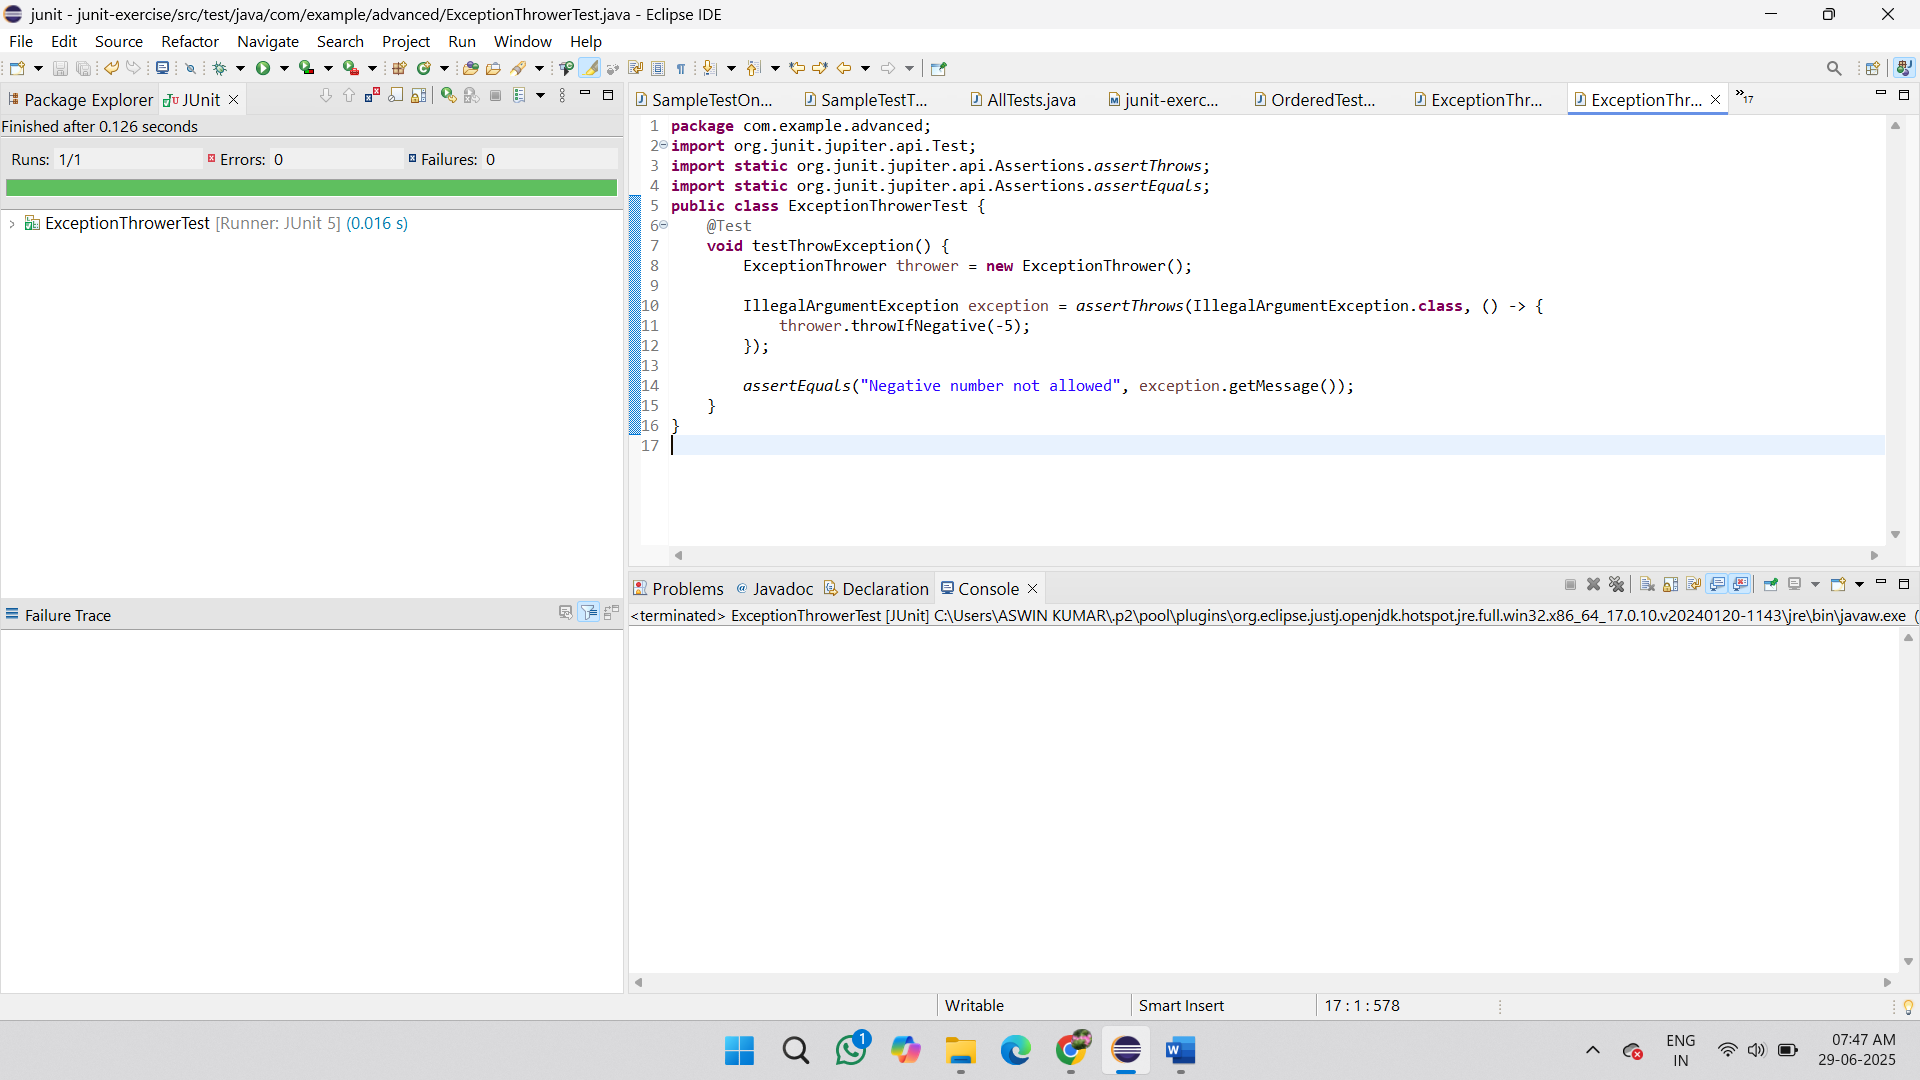 junit - junit-exercise/src/test/java/com/example/advanced/ExceptionThrowerTest.java - Eclipse IDE
File Edit Source Refactor Navigate Search Project Run Window Help
Package Explorer JUnit
Finished after 0.126 seconds
Runs: 1/1 Errors: 0 Failures: 0
ExceptionThrowerTest [Runner: JUnit 5] (0.016 s)
Failure Trace
SampleTestOn... SampleTestT... AllTests.java junit-exerc... OrderedTest... ExceptionThr... ExceptionThr... 17
1 package com.example.advanced;
2 import org.junit.jupiter.api.Test;
3 import static org.junit.jupiter.api.Assertions.assertThrows;
4 import static org.junit.jupiter.api.Assertions.assertEquals;
5 public class ExceptionThrowerTest {
6 @Test
7 void testThrowException() {
8 ExceptionThrower thrower = new ExceptionThrower();
9
10 IllegalArgumentException exception = assertThrows(IllegalArgumentException.class, () -> {
11 thrower.throwIfNegative(-5);
12 });
13
14 assertEquals("Negative number not allowed", exception.getMessage());
15 }
16 }
17
Problems Javadoc Declaration Console
<terminated> ExceptionThrowerTest [JUnit] C:\Users\ASWIN KUMAR\.p2\pool\plugins\org.eclipse.justj.openjdk.hotspot.jre.full.win32.x86_64_17.0.10.v20240120-1143\jre\bin\javaw.exe (
Writable Smart Insert 17 : 1 : 578
1
ENG
IN
07:47 AM
29-06-2025